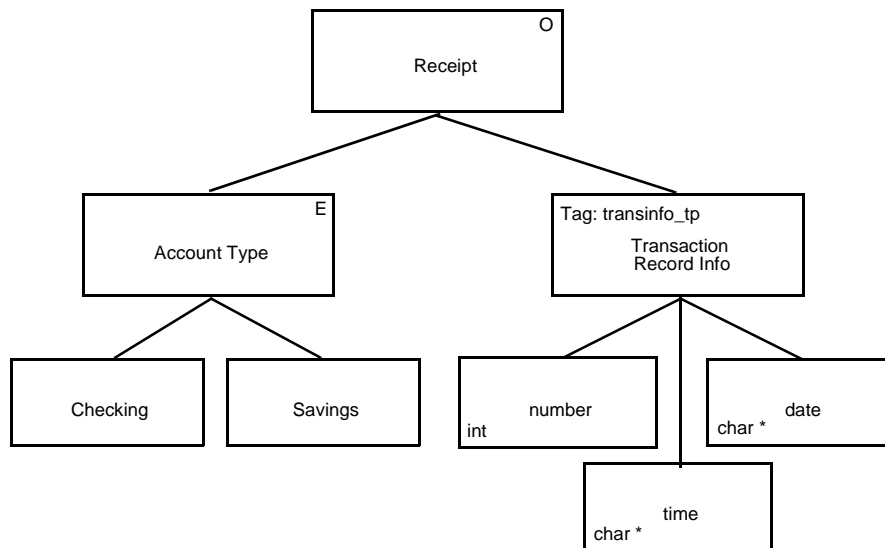 O
Receipt
E
Account Type
Tag: transinfo_tp
Transaction
Record Info
Checking
Savings
number
int
date
char *
time
char *